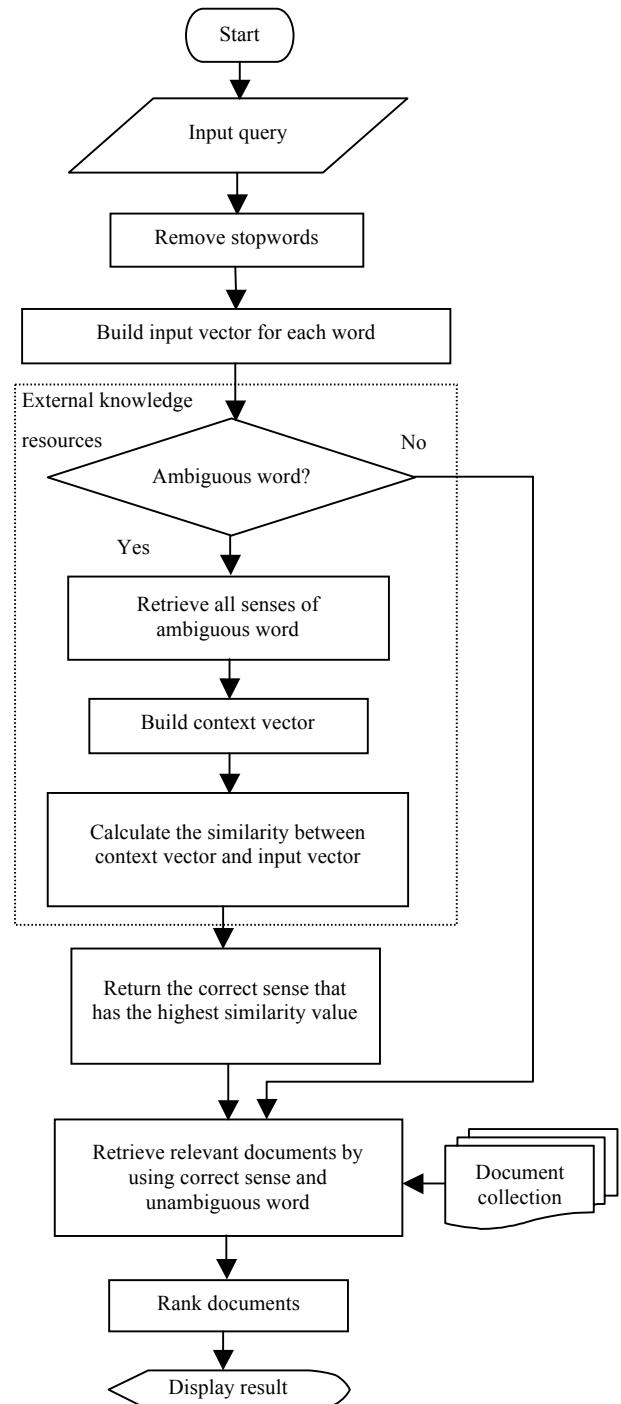 Start
Input query
Remove stopwords
Build input vector for each word
External knowledge
resources
No
Ambiguous word?
Yes
Retrieve all senses of
ambiguous word
Build context vector
Calculate the similarity between
context vector and input vector
Return the correct sense that
has the highest similarity value
Retrieve relevant documents by
using correct sense and
unambiguous word
Document
collection
Rank documents
Display result